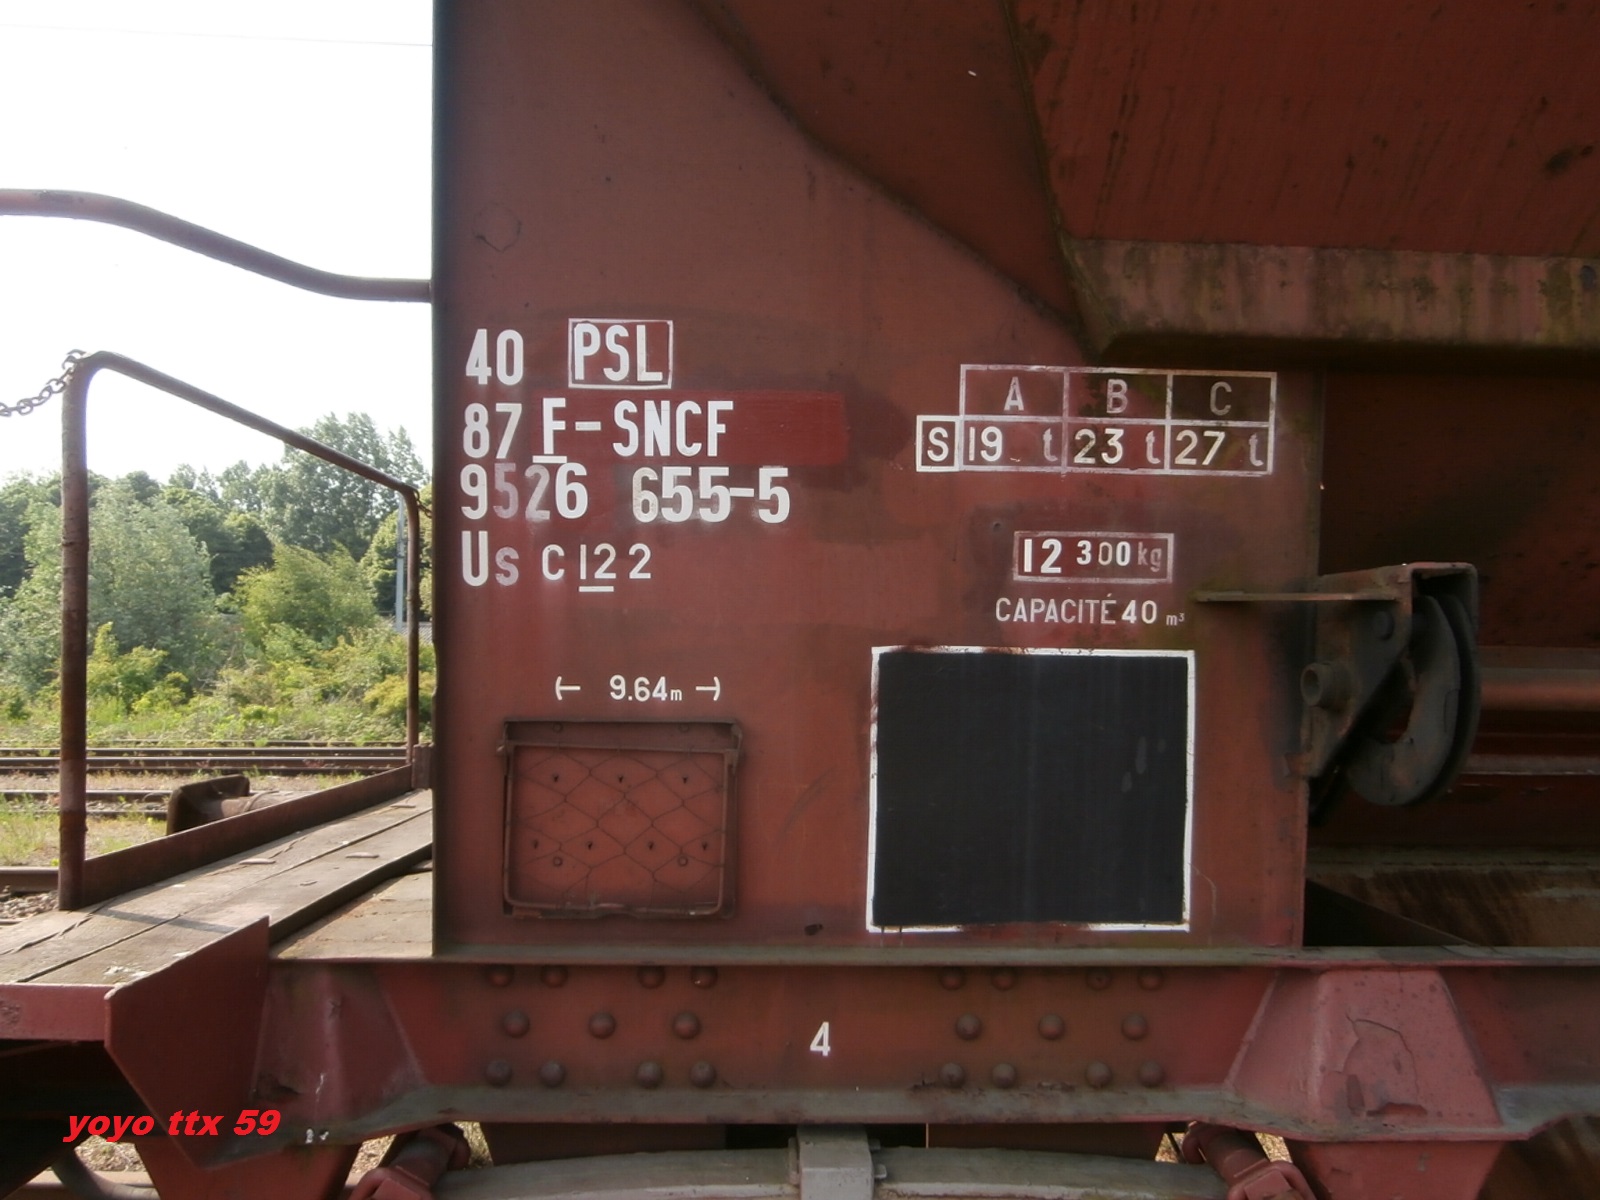 40 PSL
87 F-SNCF
9526 655-5
Us C 122
9.64m
A B C
S 19 t 23 t 27 t
12 300 kg
CAPACITÉ 40 m³
4
yoyo ttx 59